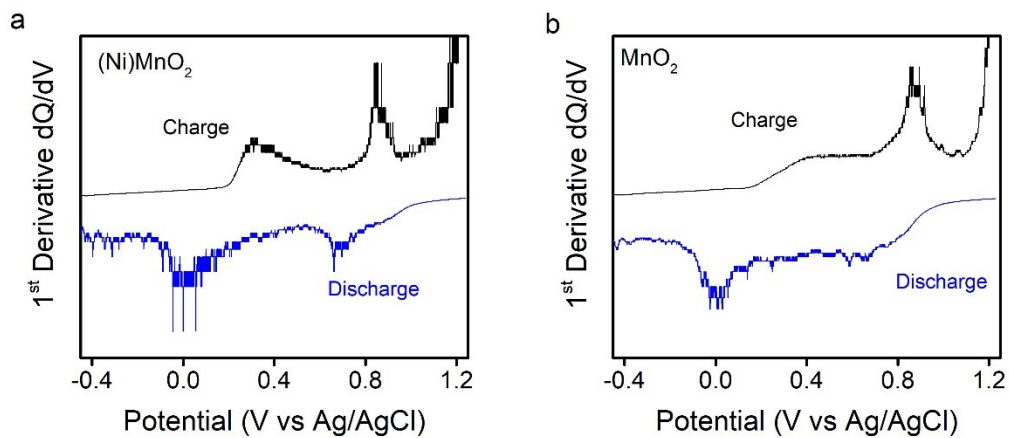 a
(Ni)MnO₂
Charge
Discharge
1ˢᵗ Derivative dQ/dV
-0.4 0.0 0.4 0.8 1.2
Potential (V vs Ag/AgCl)
b
MnO₂
Charge
Discharge
1ˢᵗ Derivative dQ/dV
-0.4 0.0 0.4 0.8 1.2
Potential (V vs Ag/AgCl)